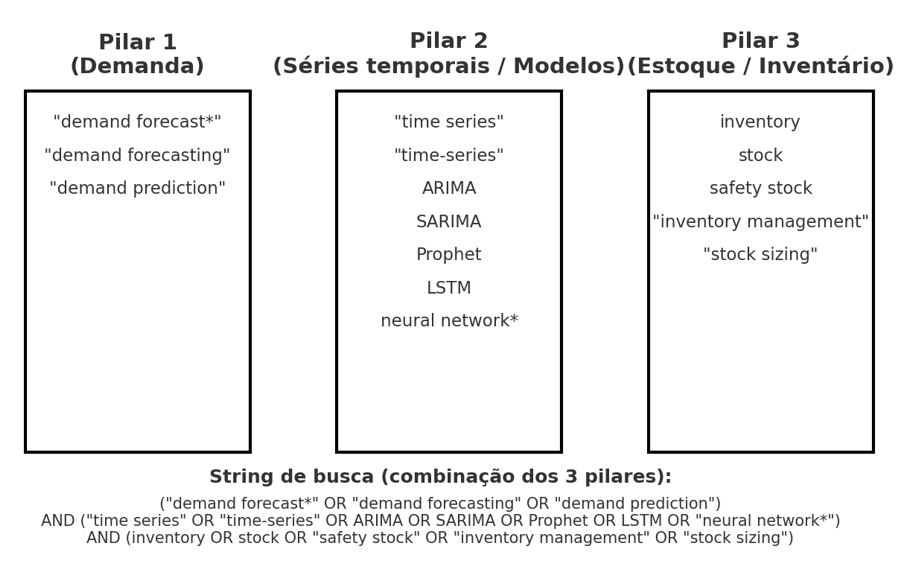 Pilar 1
(Demanda)
"demand forecast*"
"demand forecasting"
"demand prediction"
Pilar 2
(Séries temporais / Modelos)
"time series"
"time-series"
ARIMA
SARIMA
Prophet
LSTM
neural network*
Pilar 3
(Estoque / Inventário)
inventory
stock
safety stock
"inventory management"
"stock sizing"
String de busca (combinação dos 3 pilares):
("demand forecast*" OR "demand forecasting" OR "demand prediction")
AND ("time series" OR "time-series" OR ARIMA OR SARIMA OR Prophet OR LSTM OR "neural network*")
AND (inventory OR stock OR "safety stock" OR "inventory management" OR "stock sizing")